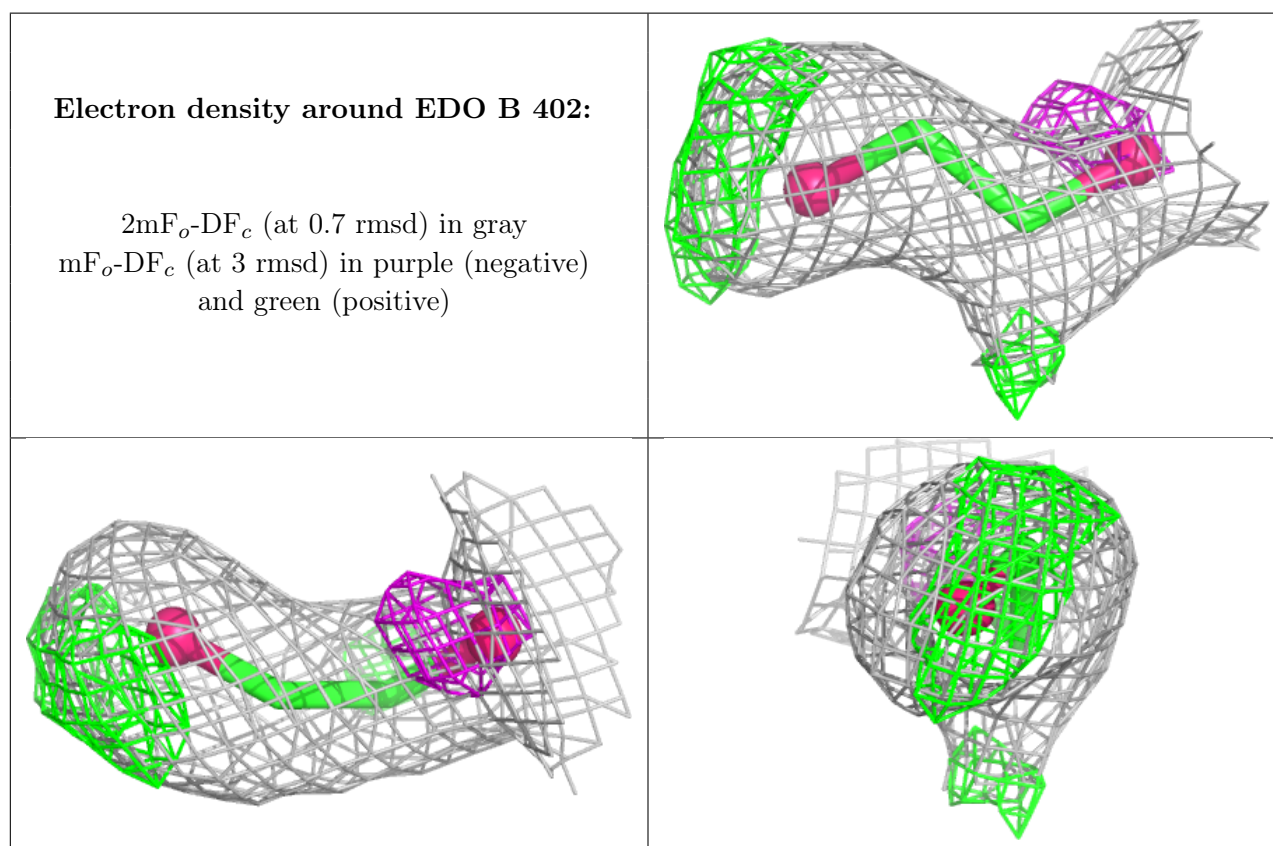 Electron density around EDO B 402:
2mFo-DFc (at 0.7 rmsd) in gray
mFo-DFc (at 3 rmsd) in purple (negative)
and green (positive)